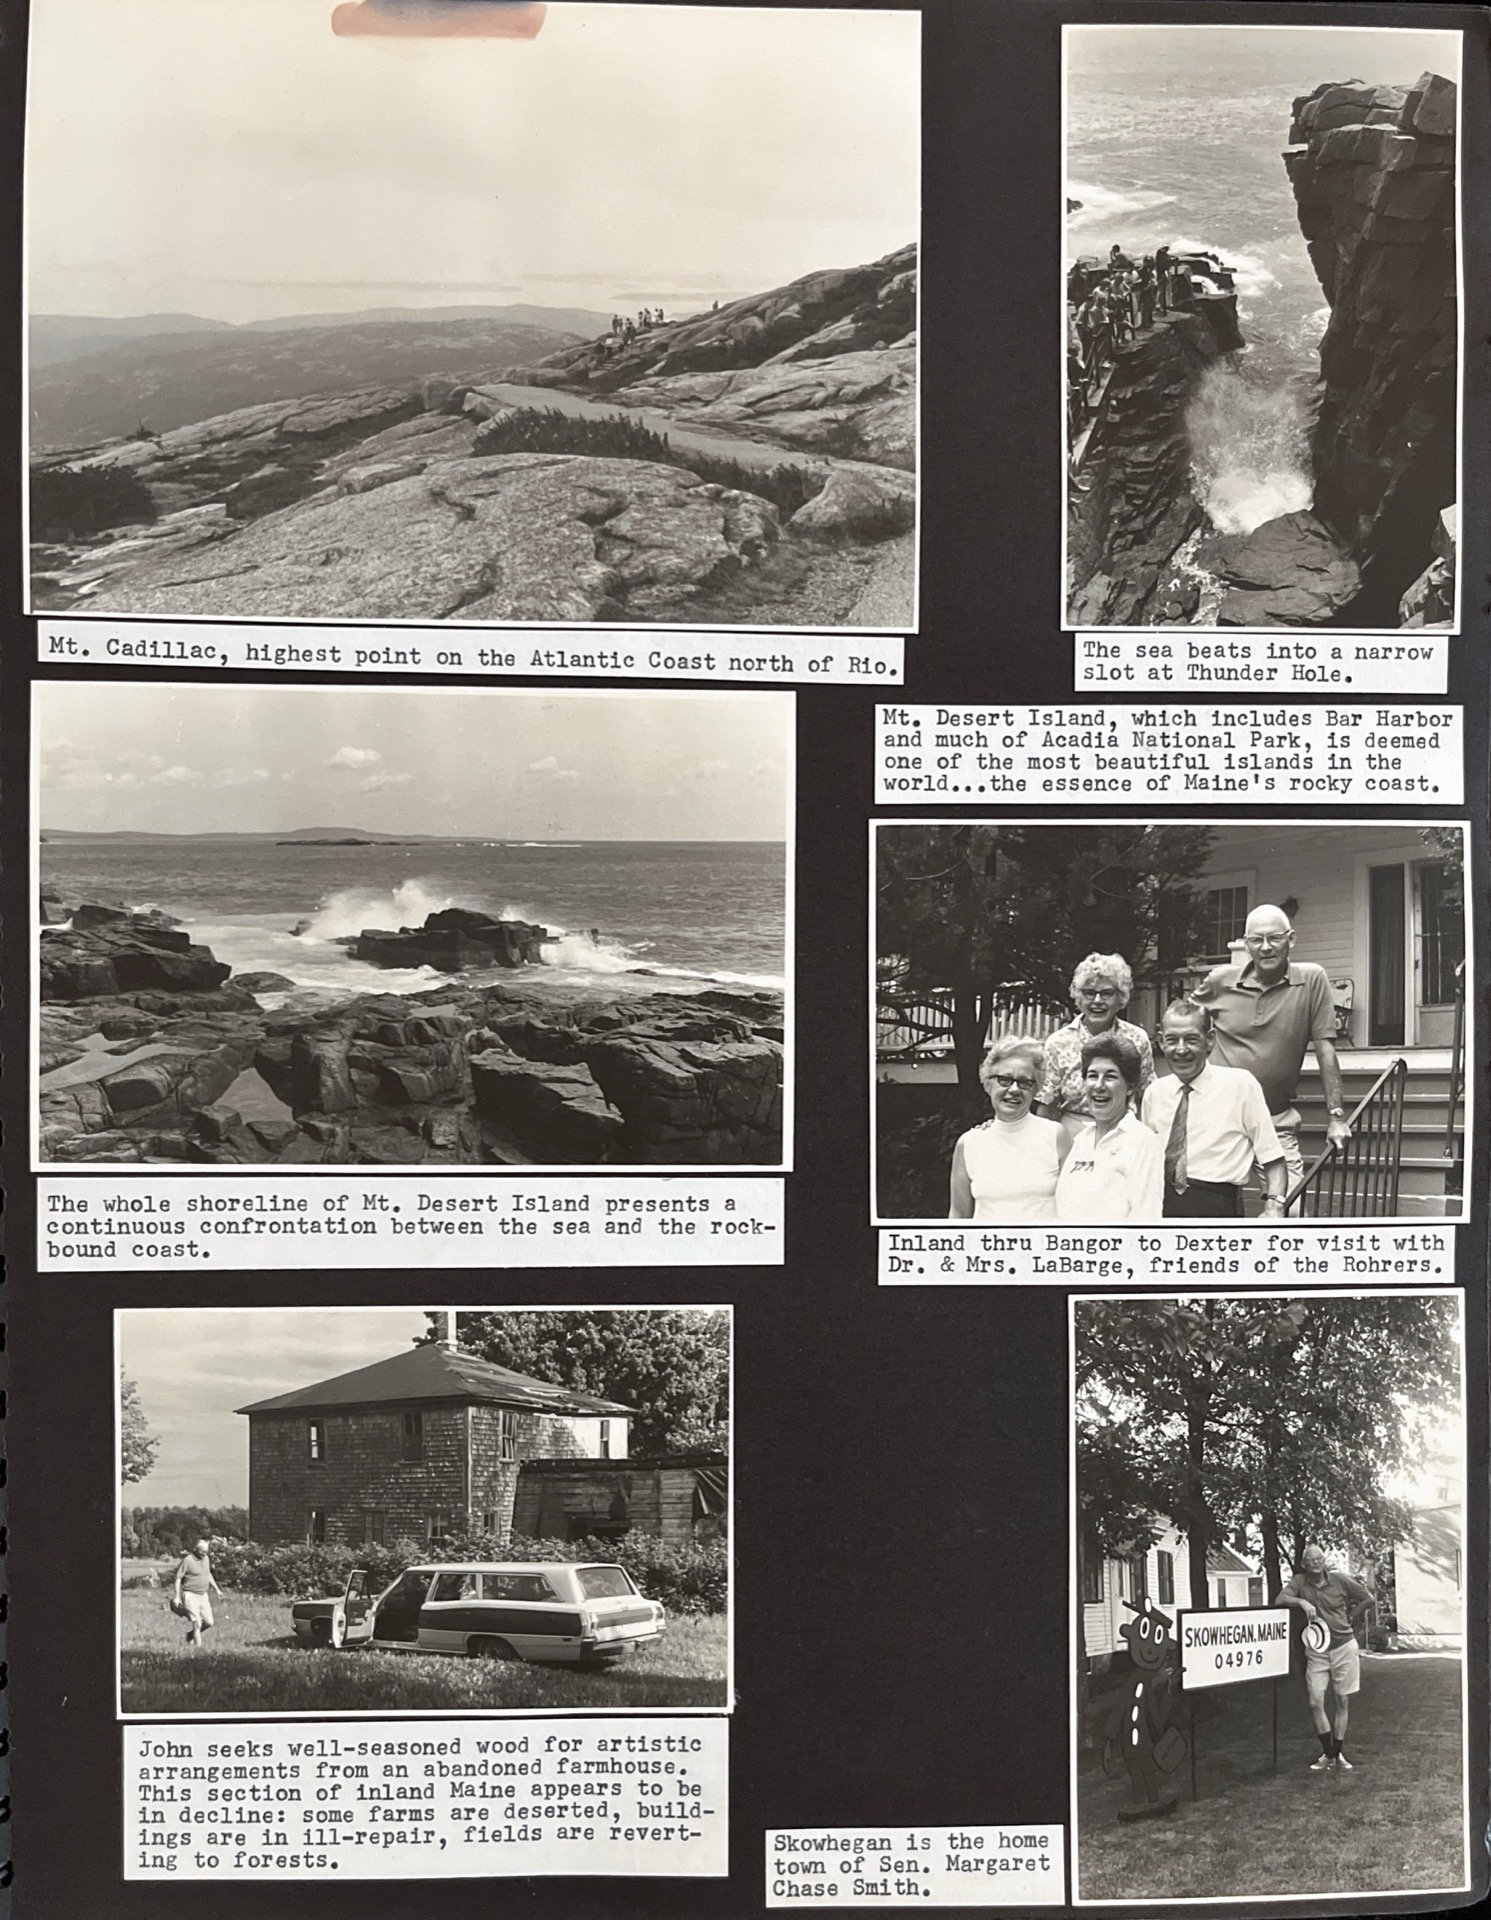 Mt. Cadillac, highest point on the Atlantic Coast north of Rio.
The sea beats into a narrow
slot at Thunder Hole.
Mt. Desert Island, which includes Bar Harbor
and much of Acadia National Park, is deemed
one of the most beautiful islands in the
world...the essence of Maine's rocky coast.
The whole shoreline of Mt. Desert Island presents a
continuous confrontation between the sea and the rock-
bound coast.
Inland thru Bangor to Dexter for visit with
Dr. & Mrs. LaBarge, friends of the Rohrers.
SKOWHEGAN, MAINE
04976
John seeks well-seasoned wood for artistic
arrangements from an abandoned farmhouse.
This section of inland Maine appears to be
in decline: some farms are deserted, build-
ings are in ill-repair, fields are revert-
ing to forests.
Skowhegan is the home
town of Sen. Margaret
Chase Smith.